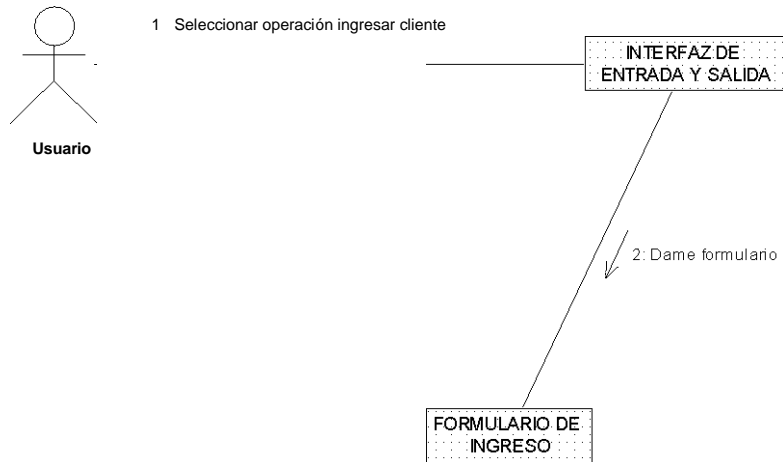 1 Seleccionar operación ingresar cliente
INTERFAZ DE
ENTRADA Y SALIDA
Usuario
2: Dame formulario
FORMULARIO DE
INGRESO